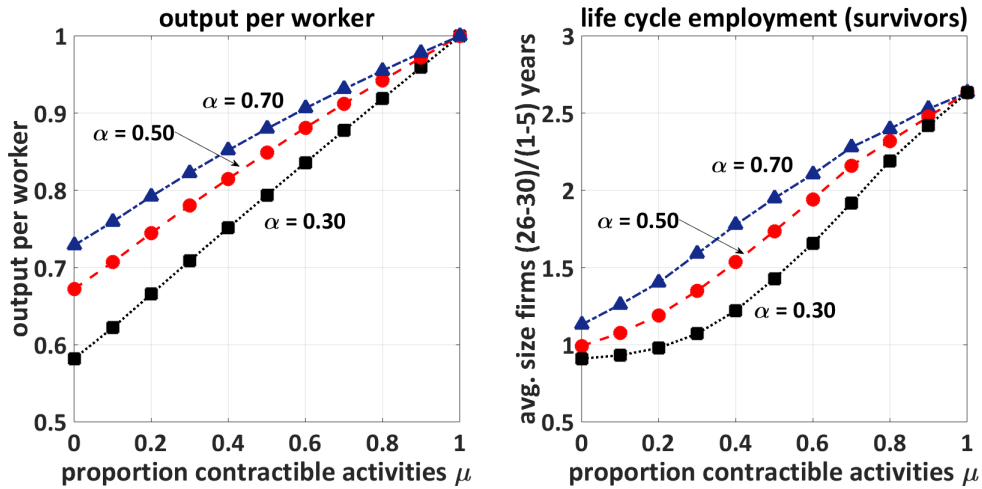 output per worker
output per worker
1
0.9
0.8
0.7
0.6
0.5
α = 0.70
α = 0.50
α = 0.30
0 0.2 0.4 0.6 0.8 1
proportion contractible activities μ
life cycle employment (survivors)
avg. size firms (26-30)/(1-5) years
3
2.5
2
1.5
1
0.5
α = 0.70
α = 0.50
α = 0.30
0 0.2 0.4 0.6 0.8 1
proportion contractible activities μ